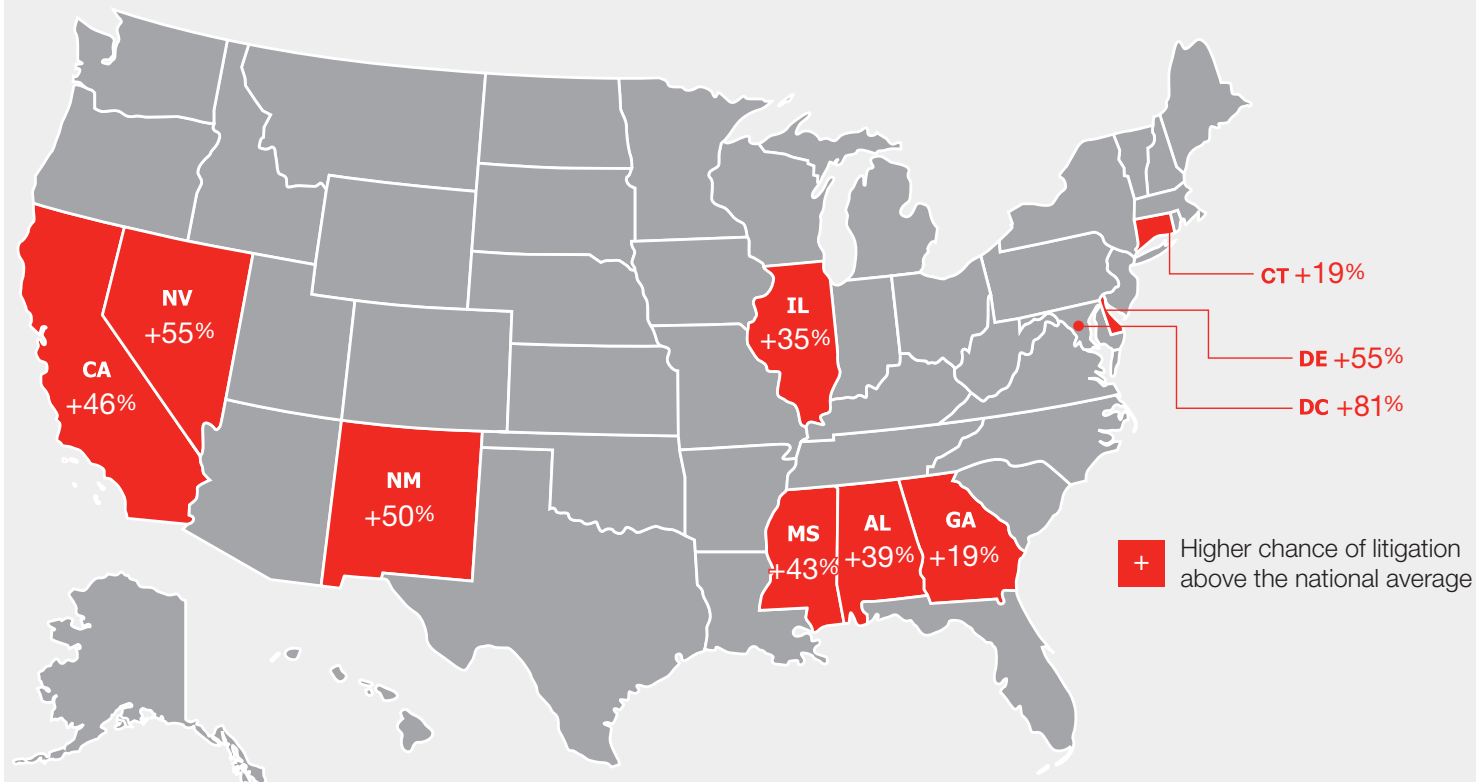 NV
+55%
CA
+46%
NM
+50%
IL
+35%
MS
+43%
AL
+39%
GA
+19%
CT +19%
DE +55%
DC +81%
+
Higher chance of litigation
above the national average